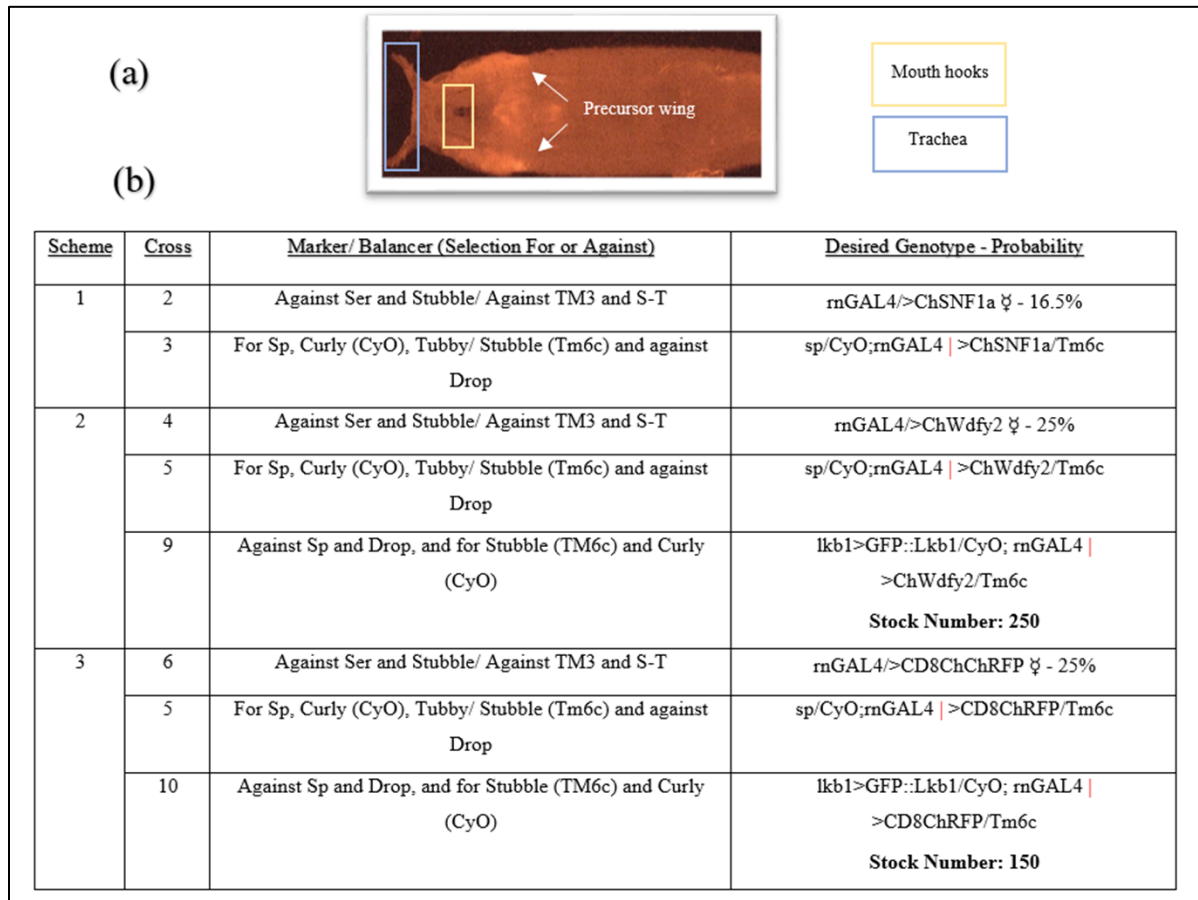 (a)
Precursor wing
Mouth hooks
Trachea
(b)
Scheme Cross Marker/ Balancer (Selection For or Against) Desired Genotype - Probability
1 2 Against Ser and Stubble/ Against TM3 and S-T rnGAL4/>ChSNF1a ☿ - 16.5%
3 For Sp, Curly (CyO), Tubby/ Stubble (Tm6c) and against
Drop
sp/CyO;rnGAL4 | >ChSNF1a/Tm6c
2 4 Against Ser and Stubble/ Against TM3 and S-T rnGAL4/>ChWdfy2 ☿ - 25%
5 For Sp, Curly (CyO), Tubby/ Stubble (Tm6c) and against
Drop
sp/CyO;rnGAL4 | >ChWdfy2/Tm6c
9 Against Sp and Drop, and for Stubble (TM6c) and Curly
(CyO)
lkb1>GFP::Lkb1/CyO; rnGAL4 |
>ChWdfy2/Tm6c
Stock Number: 250
3 6 Against Ser and Stubble/ Against TM3 and S-T rnGAL4/>CD8ChChRFP ☿ - 25%
5 For Sp, Curly (CyO), Tubby/ Stubble (Tm6c) and against
Drop
sp/CyO;rnGAL4 | >CD8ChRFP/Tm6c
10 Against Sp and Drop, and for Stubble (TM6c) and Curly
(CyO)
lkb1>GFP::Lkb1/CyO; rnGAL4 |
>CD8ChRFP/Tm6c
Stock Number: 150